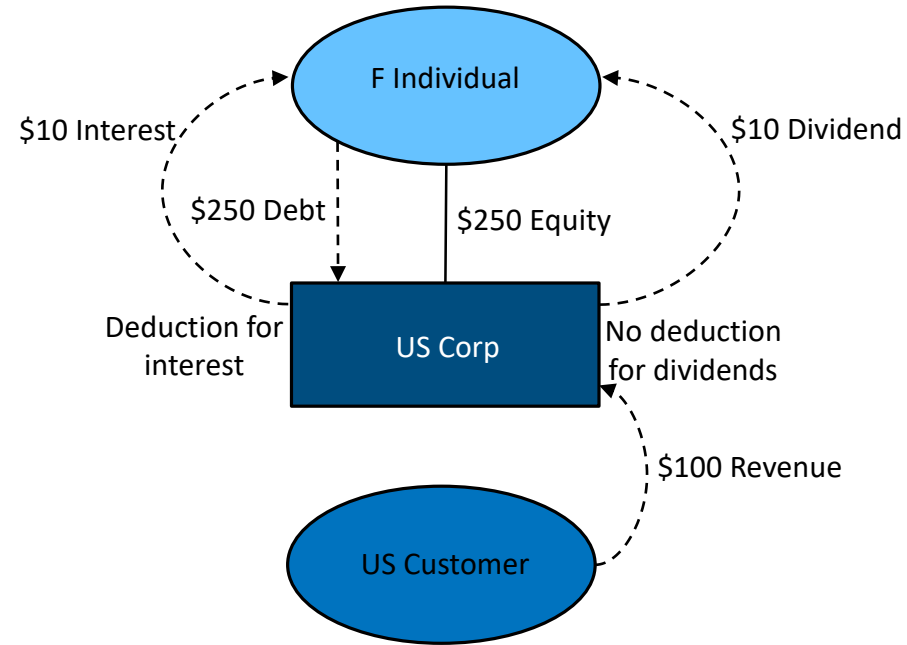 F Individual
$10 Interest
$10 Dividend
$250 Debt
$250 Equity
Deduction for
interest
US Corp
No deduction
for dividends
$100 Revenue
US Customer